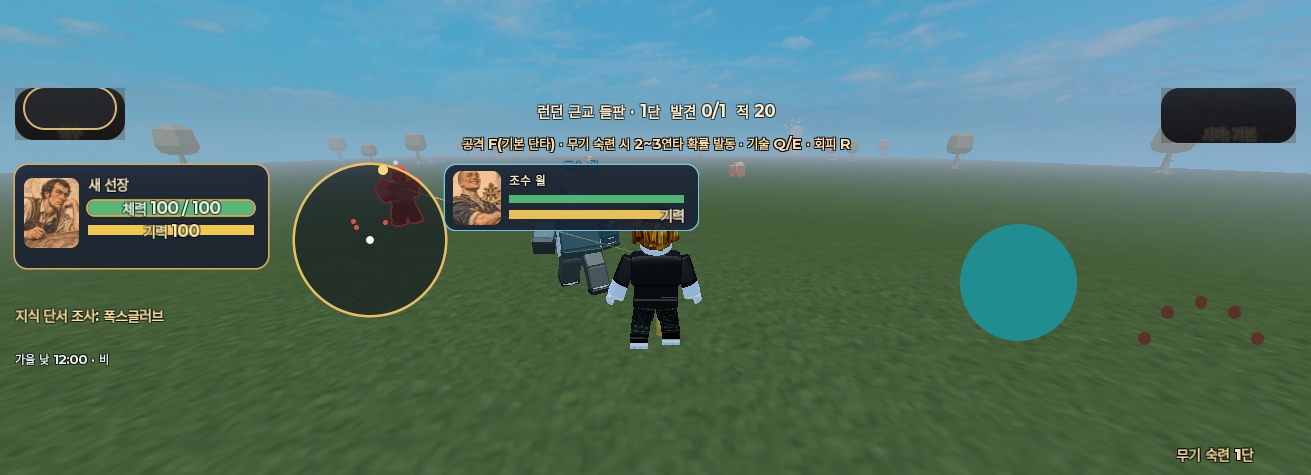 런던 근교 들판 · 1단 발견 0/1 적 20
공격 F(기본 단타) · 무기 숙련 시 2~3연타 확률 발동 · 기술 Q/E · 회피 R
새 선장
체력 100 / 100
기력 100
조수 월
기력
지식 단서 조사: 폭스글러브
가을 낮 12:00 · 비
무기 숙련 1단